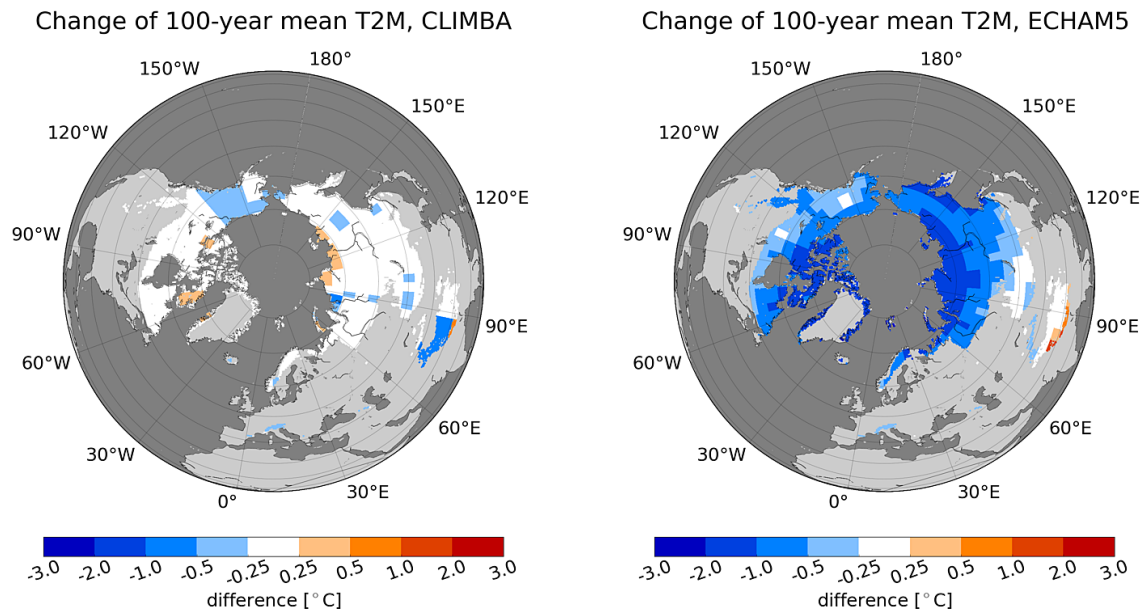 Change of 100-year mean T2M, CLIMBA
180°
150°W
150°E
120°W
120°E
90°W
90°E
60°W
60°E
30°W
30°E
0°
-3.0 -2.0 -1.0 -0.5 -0.25 0.25 0.5 1.0 2.0 3.0
difference [°C]
Change of 100-year mean T2M, ECHAM5
180°
150°W
150°E
120°W
120°E
90°W
90°E
60°W
60°E
30°W
30°E
0°
-3.0 -2.0 -1.0 -0.5 -0.25 0.25 0.5 1.0 2.0 3.0
difference [°C]